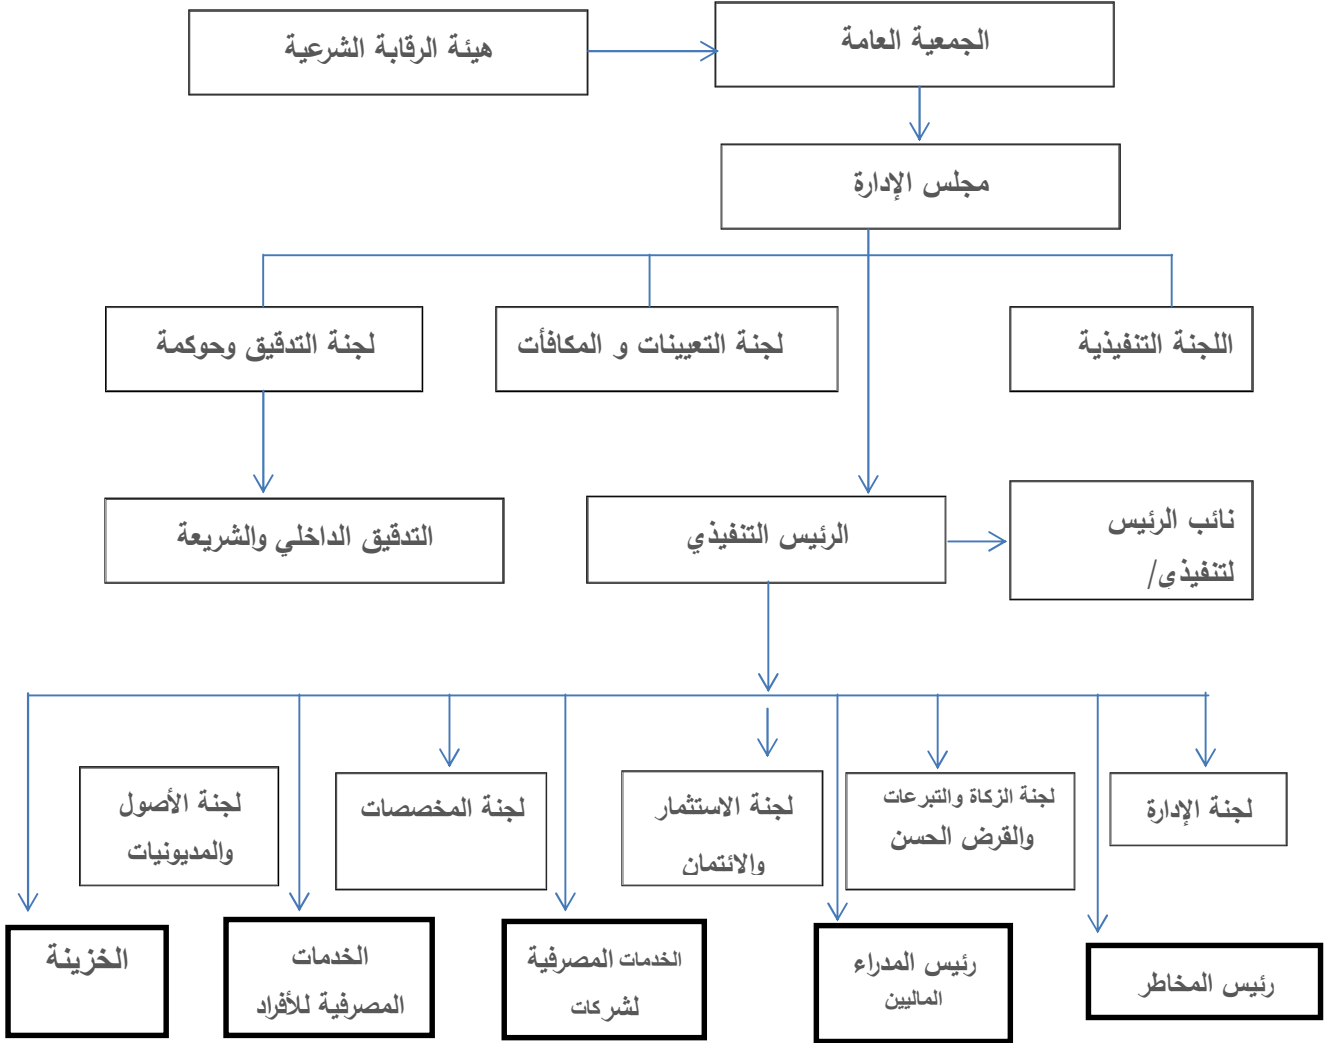 الجمعية العامة
هيئة الرقابة الشرعية
مجلس الإدارة
اللجنة التنفيذية
لجنة التعيينات و المكافأت
لجنة التدقيق وحوكمة
نائب الرئيس
لتنفيذي/
الرئيس التنفيذي
التدقيق الداخلي والشريعة
لجنة الإدارة
لجنة الزكاة والتبرعات
والقرض الحسن
لجنة الاستثمار
والائتمان
لجنة المخصصات
لجنة الأصول
والمديونيات
رئيس المخاطر
رئيس المدراء
الماليين
الخدمات المصرفية
لشركات
الخدمات
المصرفية للأفراد
الخزينة